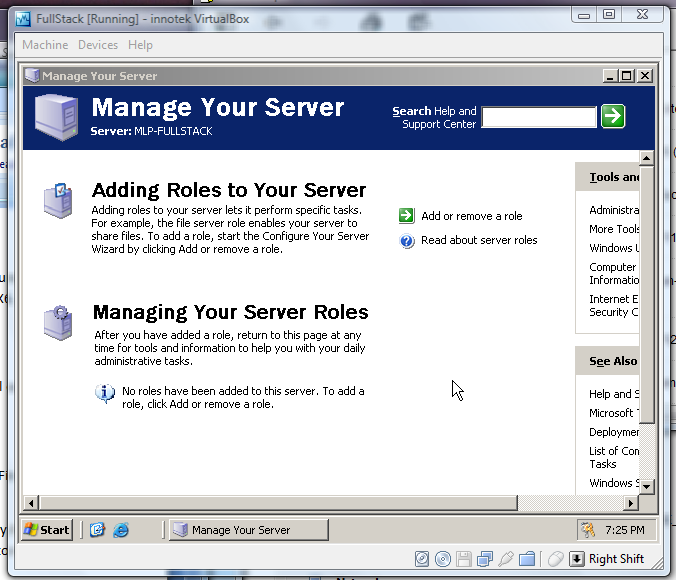 FullStack [Running] - innotek VirtualBox
Machine Devices Help
Manage Your Server
Manage Your Server
Server: MLP-FULLSTACK
Search Help and
Support Center
Adding Roles to Your Server
Adding roles to your server lets it perform specific tasks.
For example, the file server role enables your server to
share files. To add a role, start the Configure Your Server
Wizard by clicking Add or remove a role.
Add or remove a role
Read about server roles
Managing Your Server Roles
After you have added a role, return to this page at any
time for tools and information to help you with your daily
administrative tasks.
No roles have been added to this server. To add a
role, click Add or remove a role.
Tools and
Administra
More Tools
Windows U
Computer
Informatio
Internet E
Security C
See Also
Help and S
Microsoft
Deploymen
List of Com
Tasks
Windows S
Start
Manage Your Server
7:25 PM
Right Shift